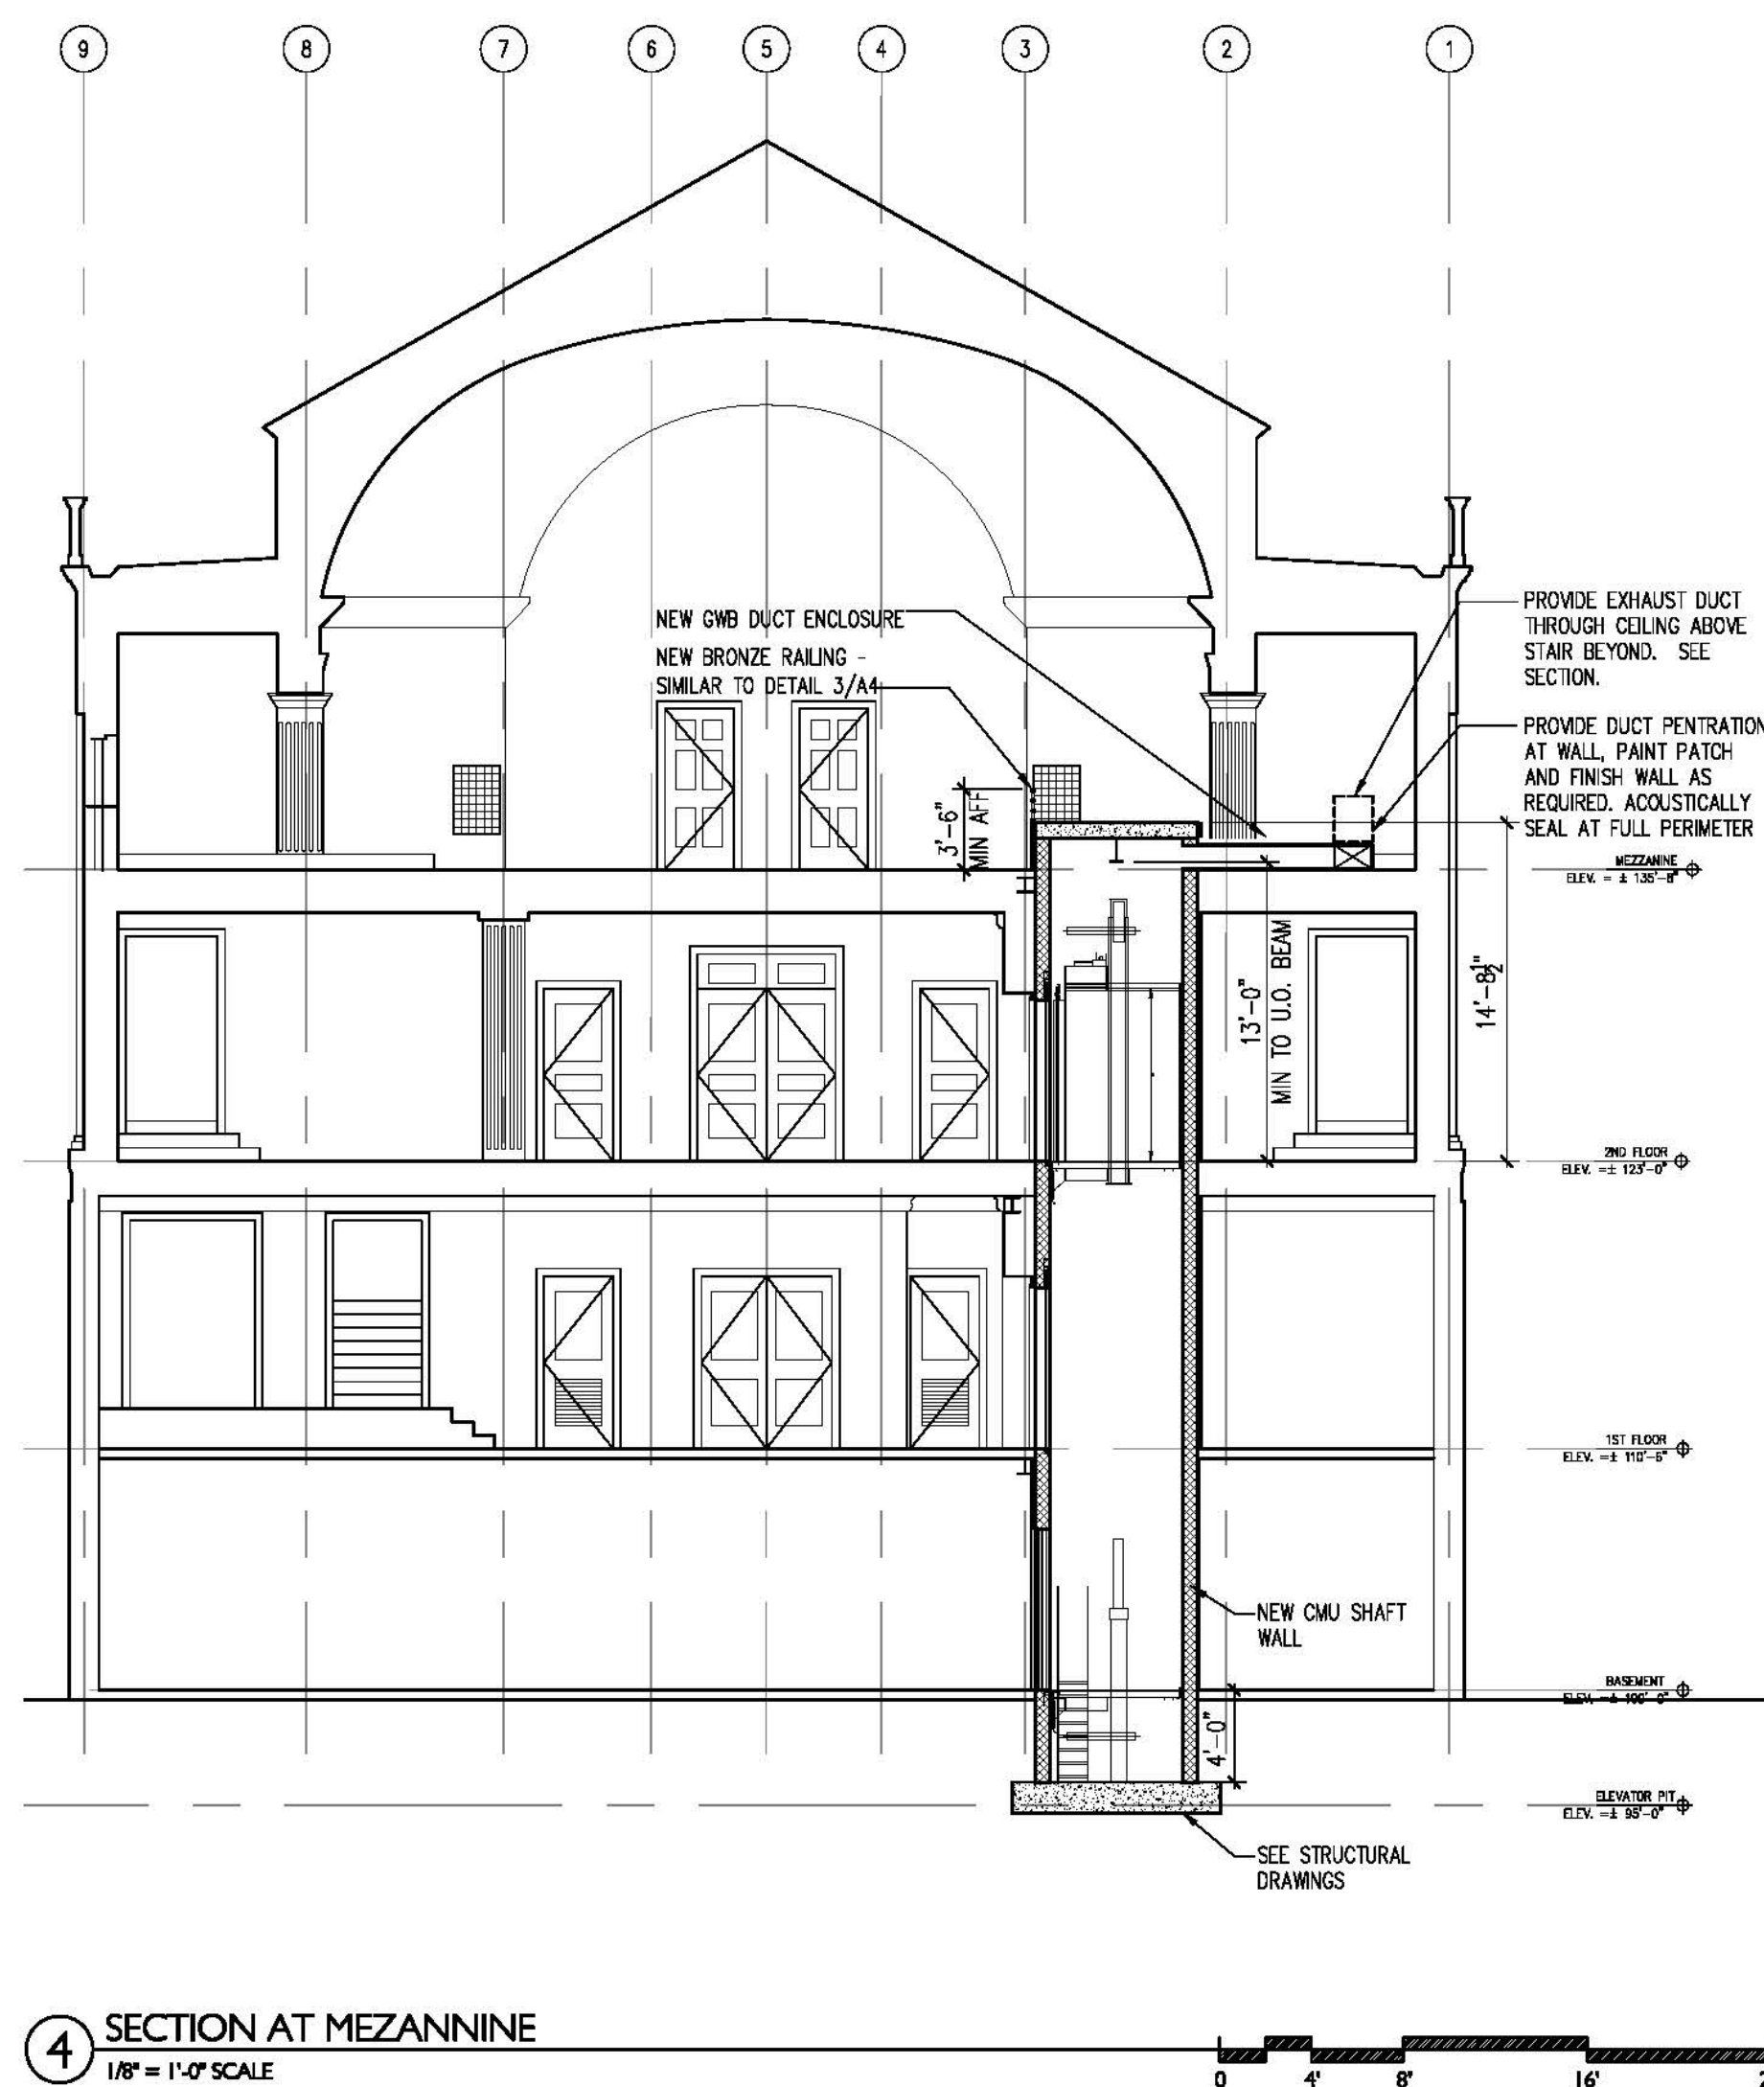 9 8 7 6 5 4 3 2 1
NEW GWB DUCT ENCLOSURE
NEW BRONZE RAILING -
SIMILAR TO DETAIL 3/A4
PROVIDE EXHAUST DUCT
THROUGH CEILING ABOVE
STAIR BEYOND. SEE
SECTION.
PROVIDE DUCT PENTRATION
AT WALL, PAINT PATCH
AND FINISH WALL AS
REQUIRED. ACOUSTICALLY
SEAL AT FULL PERIMETER
3'-6"
MIN AFF
MEZZANINE
ELEV. = ± 135'-8"
13'-0"
MIN TO U.O. BEAM
14'-8½"
2ND FLOOR
ELEV. =± 123'-0"
1ST FLOOR
ELEV. =± 110'-6"
NEW CMU SHAFT
WALL
BASEMENT
ELEV. =± 100'-0"
4'-0"
ELEVATOR PIT
ELEV. =± 95'-0"
SEE STRUCTURAL
DRAWINGS
4 SECTION AT MEZANNINE
1/8" = 1'-0" SCALE
0 4' 8' 16'